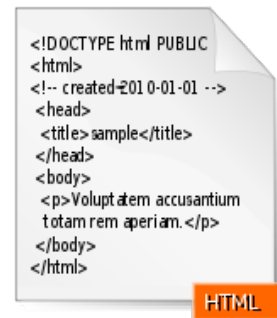 <!DOCTYPE html PUBLIC
<html>
<!-- created 2010-01-01 -->
<head>
<title>sample</title>
</head>
<body>
<p>Voluptatem accusantium
totam rem aperiam.</p>
</body>
</html>
HTML